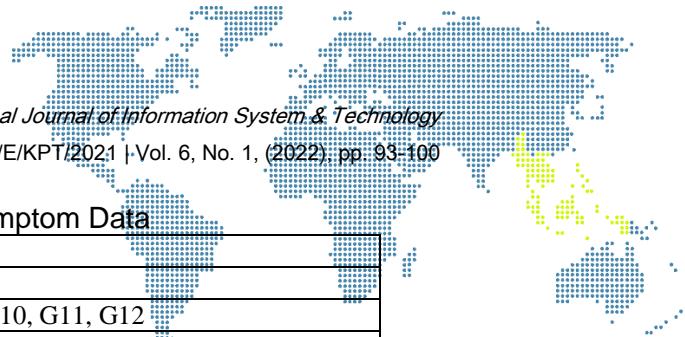 al Journal of Information System & Technology
/E/KPT/2021 | Vol. 6, No. 1, (2022), pp. 93-100
mptom Data
10, G11, G12